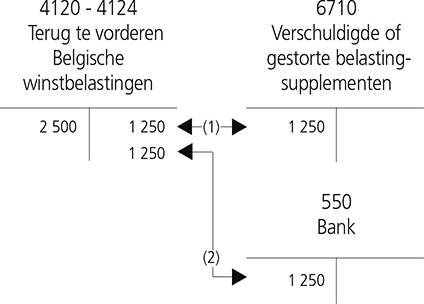 4120 - 4124
Terug te vorderen
Belgische
winstbelastingen
2 500 1 250
1 250
(1)
6710
Verschuldigde of
gestorte belasting-
supplementen
1 250
(2)
550
Bank
1 250